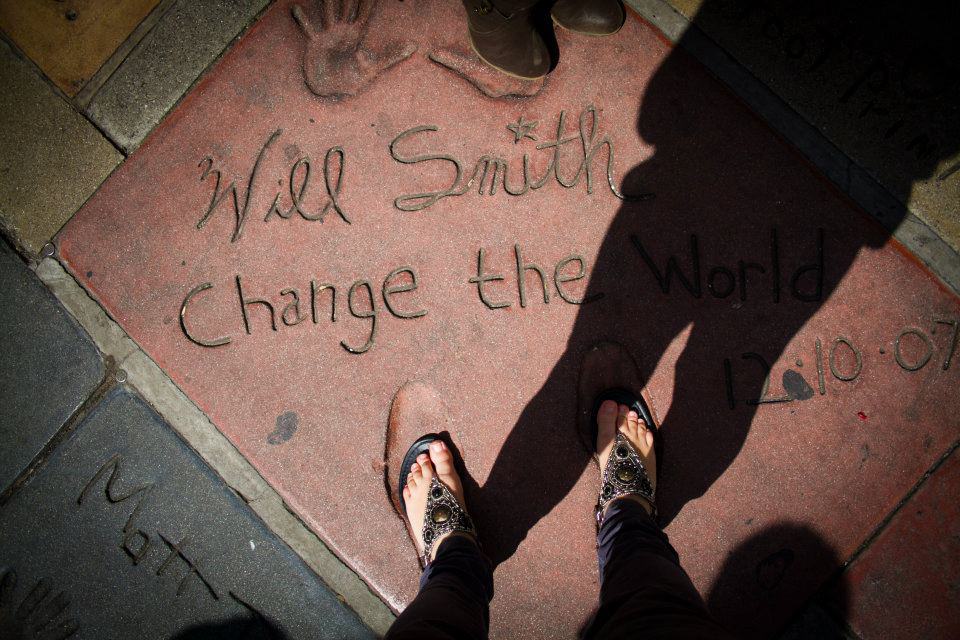 Will Smith
Change the World
12.10.07
Matt